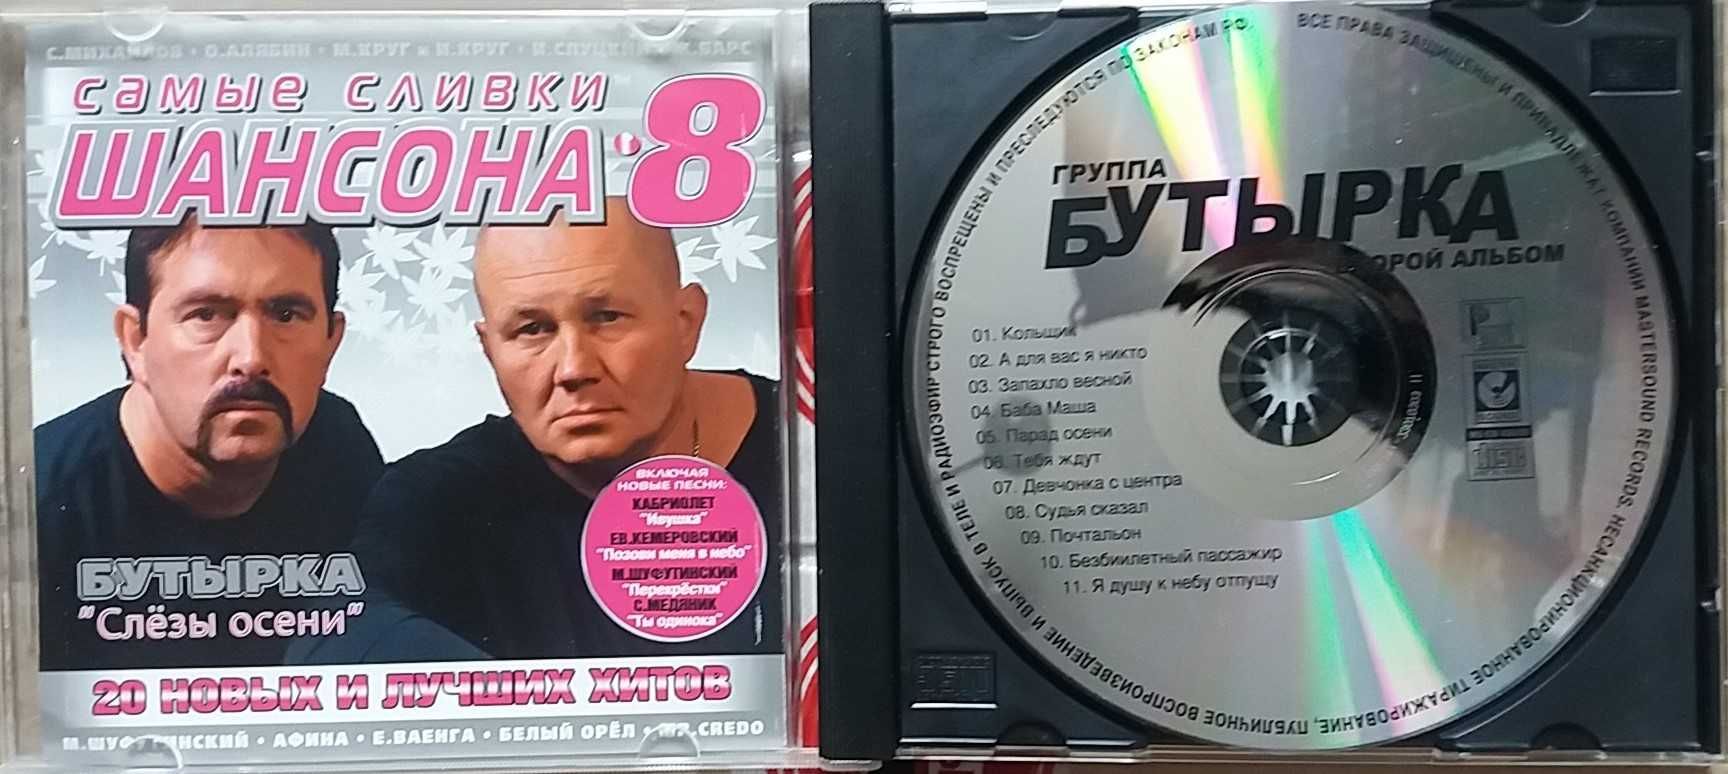 С.МИХАЙЛОВ • О.АЛЯБИН • М.КРУГ и И.КРУГ • И.СЛУЦКИЙ • Ж.БАРС
самые сливки
ШАНСОНА • 8
ВКЛЮЧАЯ
НОВЫЕ ПЕСНИ:
КАБРИОЛЕТ
"Ивушка"
ЕВ.КЕМЕРОВСКИЙ
"Позови меня в небо"
М.ШУФУТИНСКИЙ
"Перекрёстки"
С.МЕДЯНИК
"Ты одинока"
БУТЫРКА
"Слёзы осени"
20 НОВЫХ И ЛУЧШИХ ХИТОВ
М.ШУФУТИНСКИЙ • АФИНА • Е.ВАЕНГА • БЕЛЫЙ ОРЁЛ • MR.CREDO
ГРУППА
БУТЫРКА
ВТОРОЙ АЛЬБОМ
01. Кольщик
02. А для вас я никто
03. Запахло весной
04. Баба Маша
05. Парад осени
06. Тебя ждут
07. Девчонка с центра
08. Судья сказал
09. Почтальон
10. Безбиилетный пассажир
11. Я душу к небу отпущу
ВСЕ ПРАВА ЗАЩИЩЕНЫ И ПРИНАДЛЕЖАТ КОМПАНИИ MASTERSOUND RECORDS. НЕСАНКЦИОНИРОВАННОЕ ТИРАЖИРОВАНИЕ, ПУБЛИЧНОЕ ВОСПРОИЗВЕДЕНИЕ И ВЫПУСК В ТЕЛЕ И РАДИОЭФИР СТРОГО ВОСПРЕЩЕНЫ И ПРЕСЛЕДУЮТСЯ ПО ЗАКОНАМ РФ.